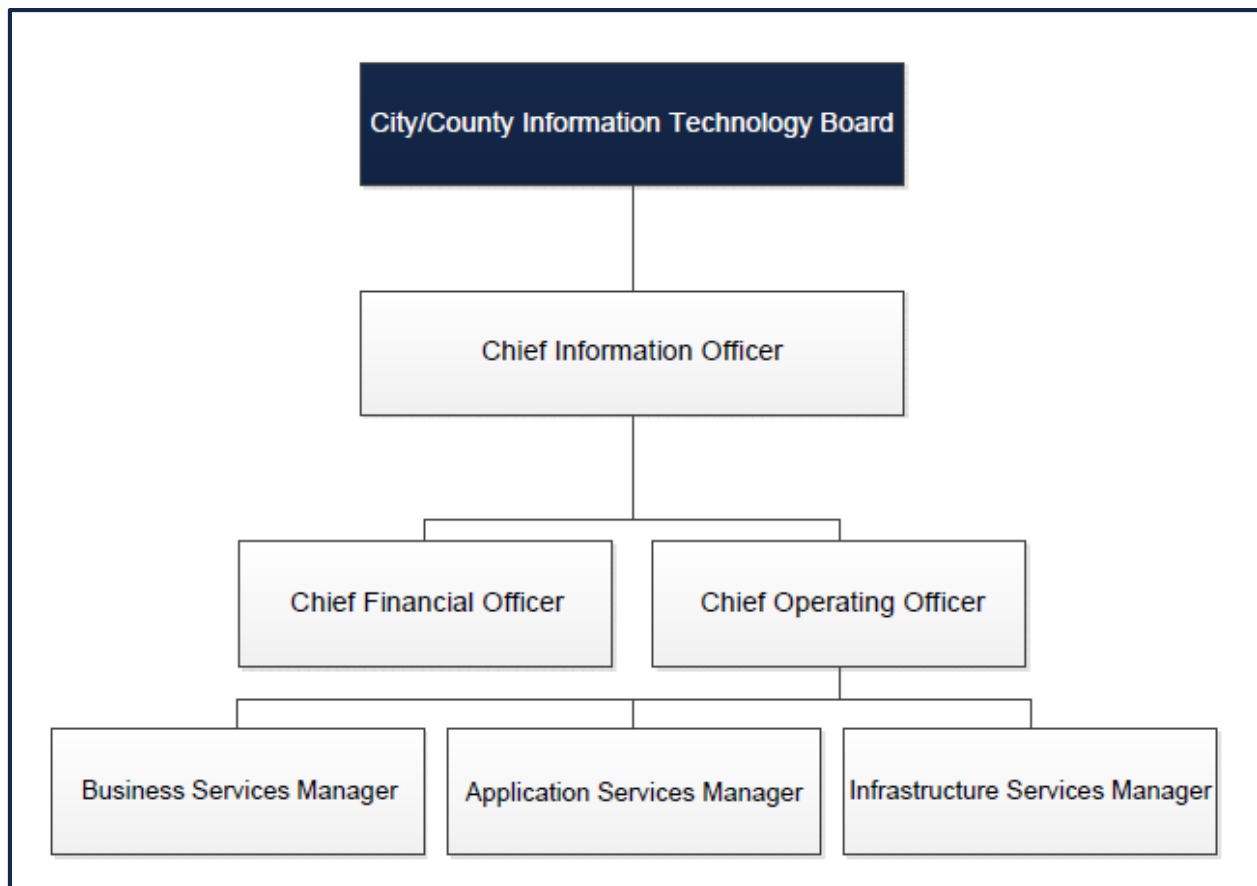 City/County Information Technology Board
Chief Information Officer
Chief Financial Officer
Chief Operating Officer
Business Services Manager
Application Services Manager
Infrastructure Services Manager